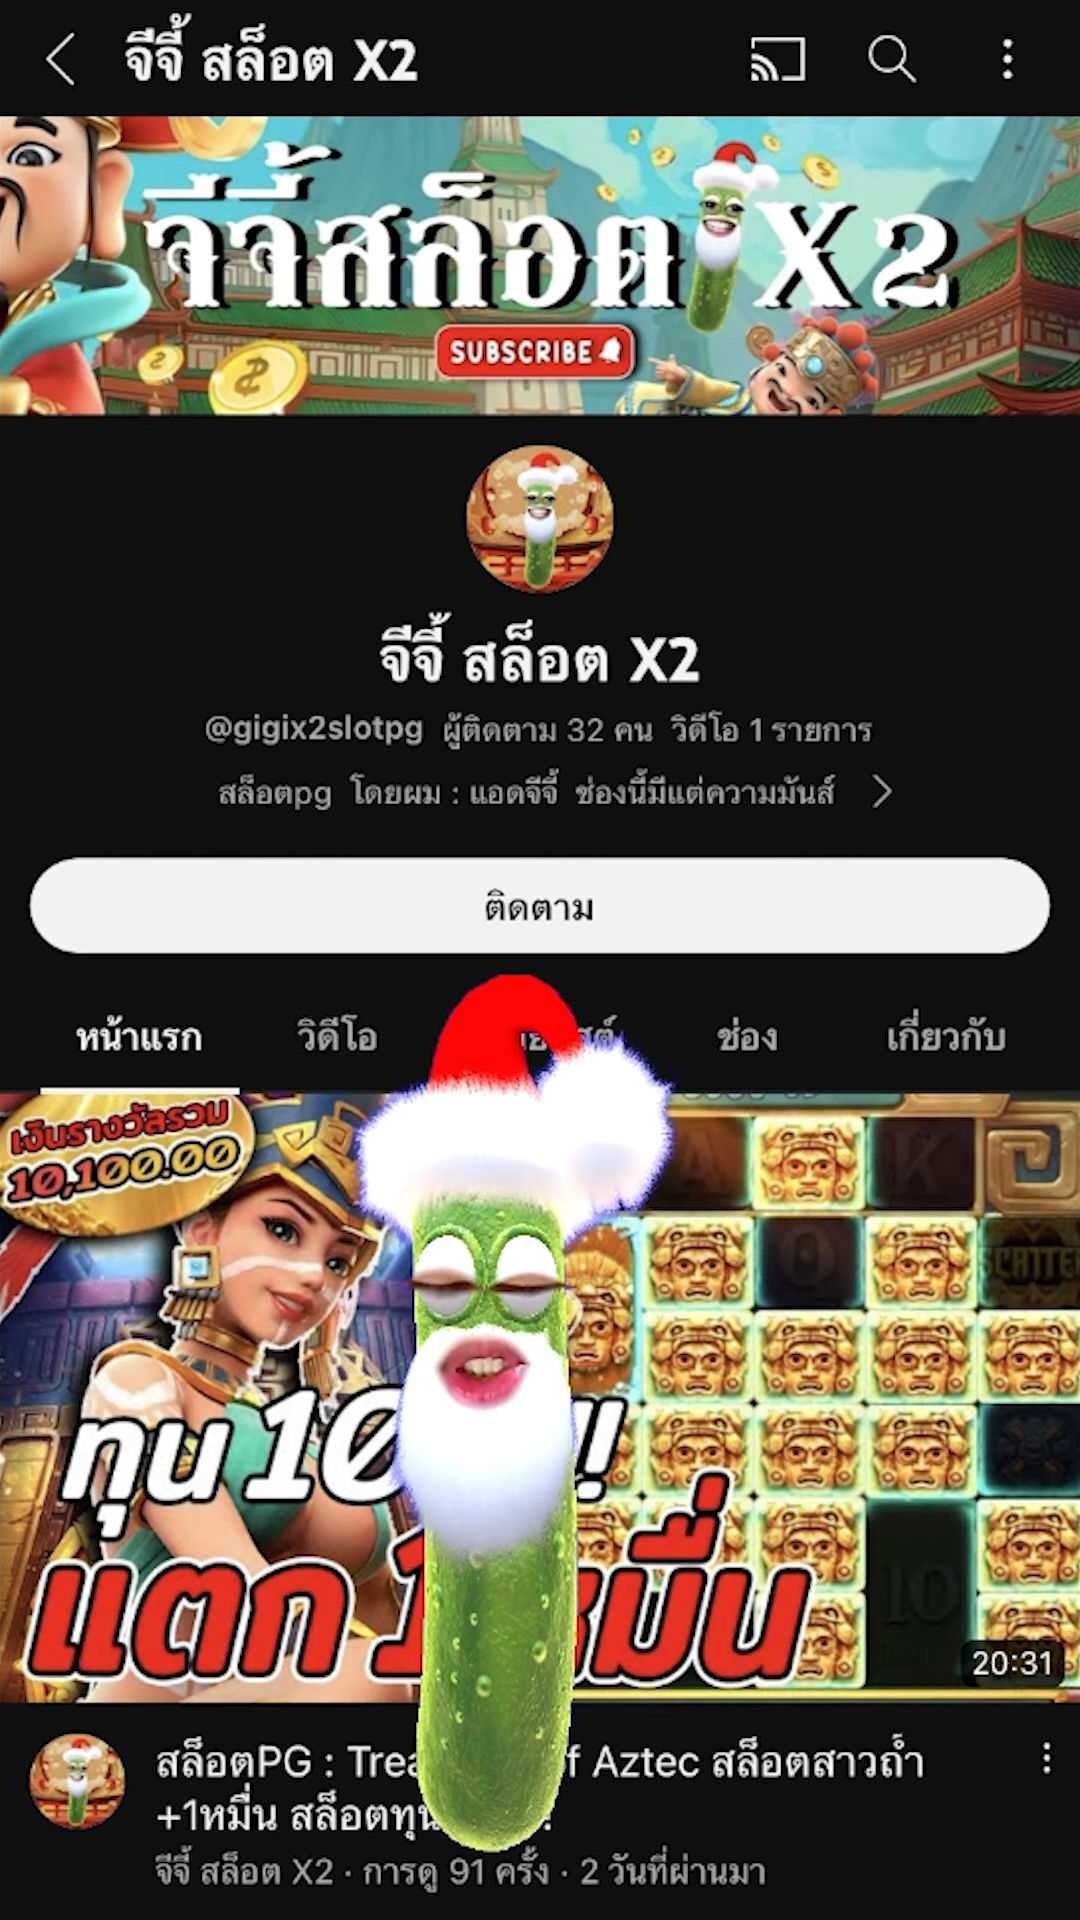 จีจี้ สล็อต X2
จีจี้สล็อต X2
SUBSCRIBE
จีจี้ สล็อต X2
@gigix2slotpg ผู้ติดตาม 32 คน วิดีโอ 1 รายการ
สล็อตpg โดยผม : แอดจีจี้ ช่องนี้มีแต่ความมันส์
ติดตาม
หน้าแรก วิดีโอ ช่อง เกี่ยวกับ
เงินรางวัลรวม
10,100.00
A K
Q SCATTE
ทุน 10 !!
แตก 1 หมื่น
10
20:31
สล็อตPG : Trea f Aztec สล็อตสาวถ้ำ
+1หมื่น สล็อตทุน !
จีจี้ สล็อต X2 · การดู 91 ครั้ง · 2 วันที่ผ่านมา